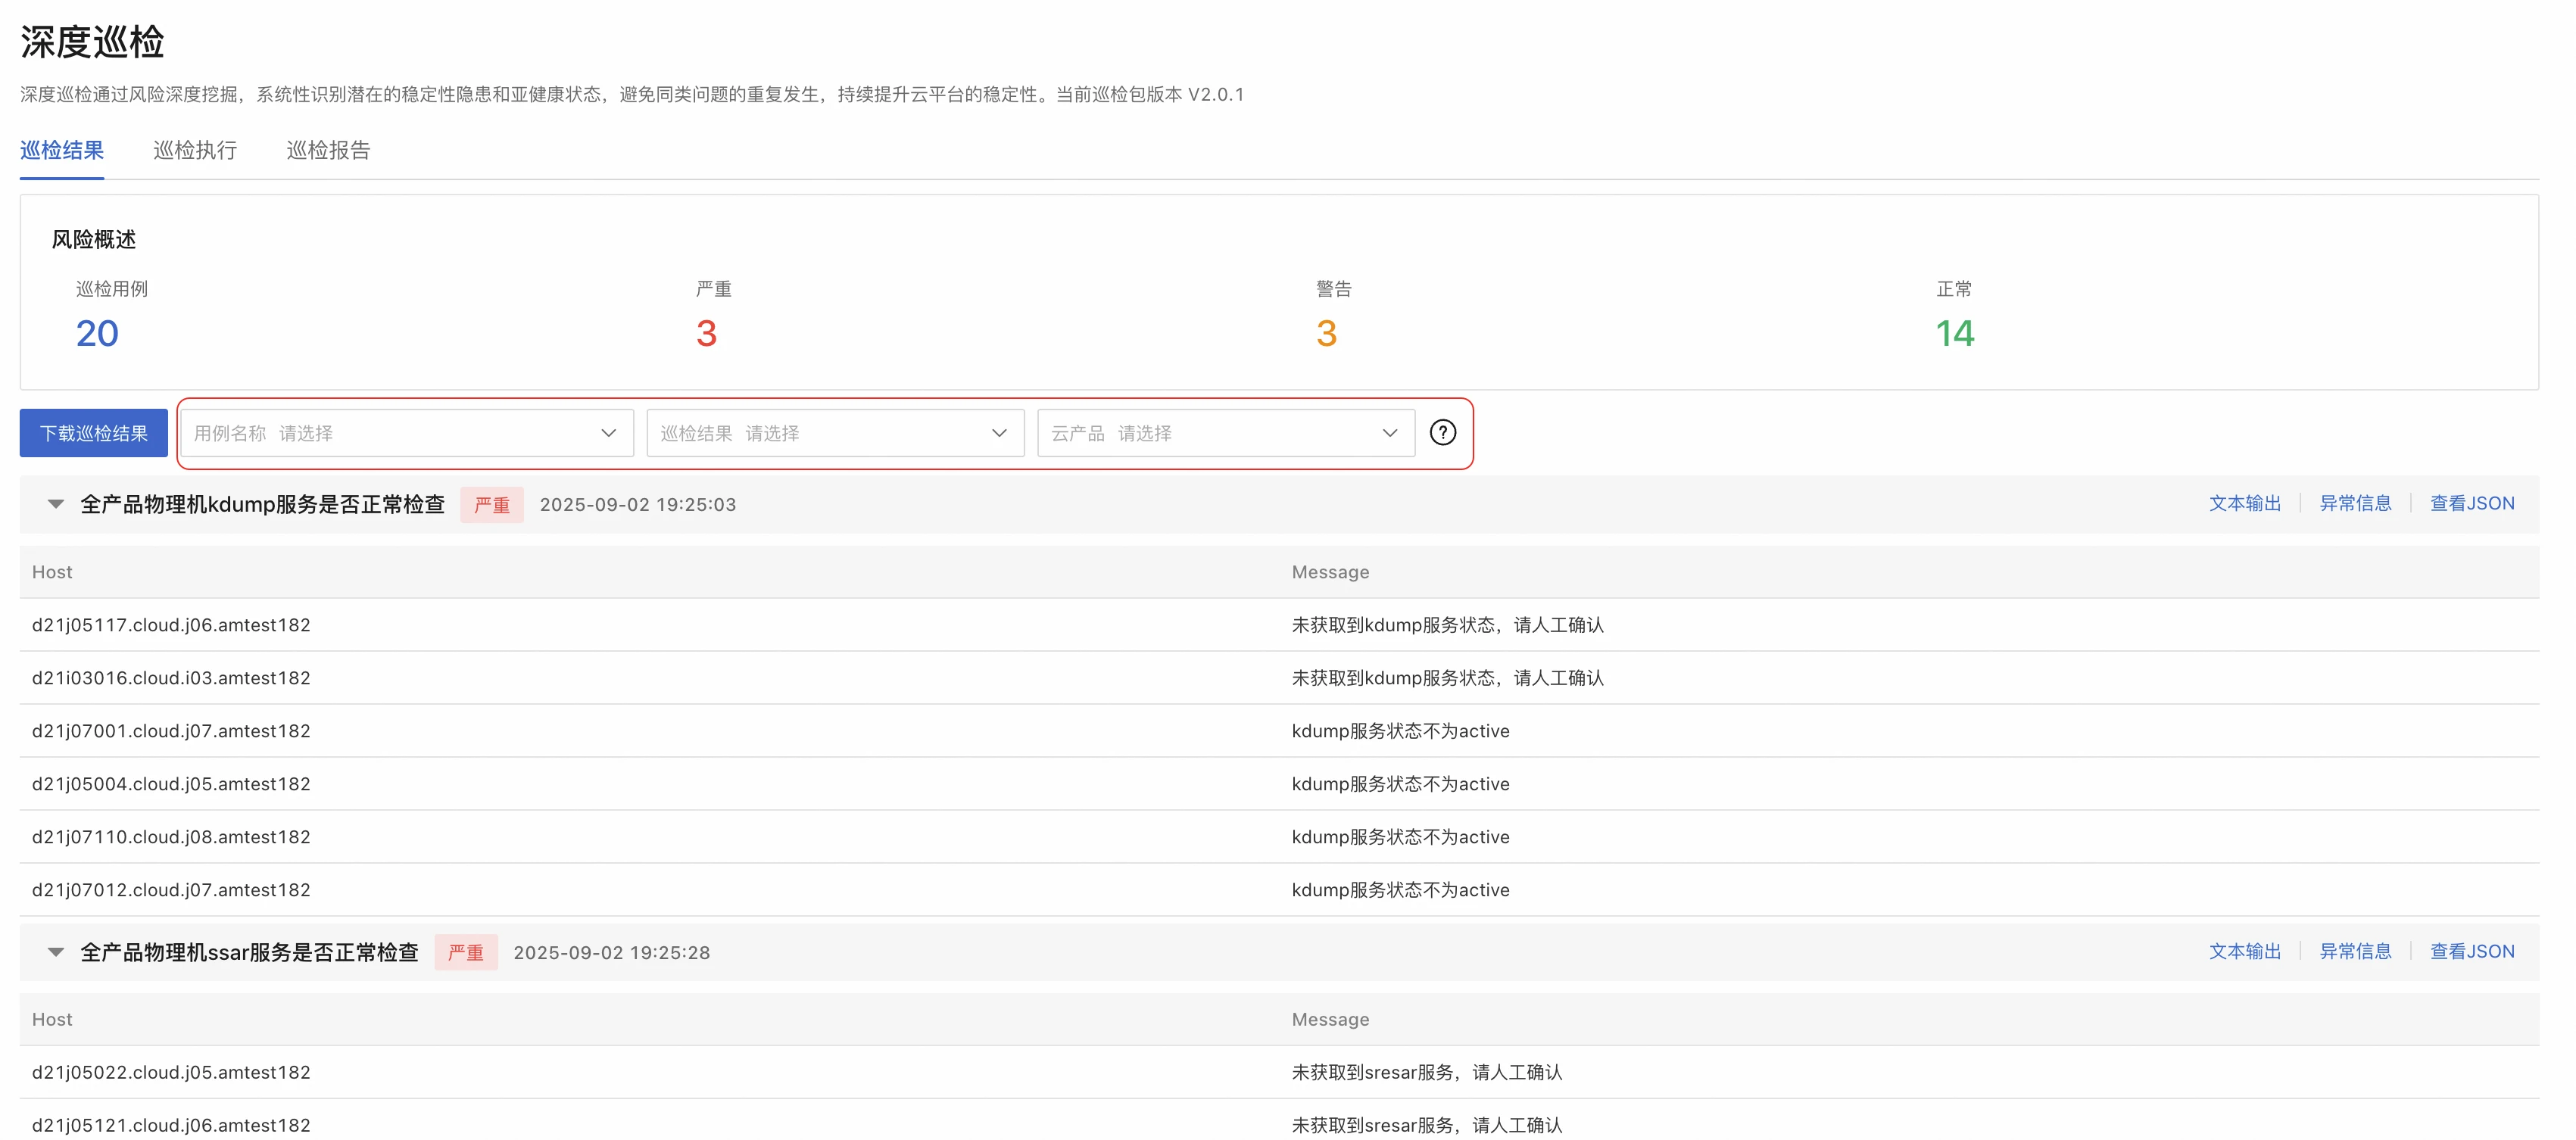 深度巡检
深度巡检通过风险深度挖掘，系统性识别潜在的稳定性隐患和亚健康状态，避免同类问题的重复发生，持续提升云平台的稳定性。当前巡检包版本 V2.0.1
巡检结果 巡检执行 巡检报告
风险概述
巡检用例 严重 警告 正常
20 3 3 14
下载巡检结果 用例名称 请选择 巡检结果 请选择 云产品 请选择 ?
全产品物理机kdump服务是否正常检查 严重 2025-09-02 19:25:03 文本输出 异常信息 查看JSON
Host Message
d21j05117.cloud.j06.amtest182 未获取到kdump服务状态，请人工确认
d21i03016.cloud.i03.amtest182 未获取到kdump服务状态，请人工确认
d21j07001.cloud.j07.amtest182 kdump服务状态不为active
d21j05004.cloud.j05.amtest182 kdump服务状态不为active
d21j07110.cloud.j08.amtest182 kdump服务状态不为active
d21j07012.cloud.j07.amtest182 kdump服务状态不为active
全产品物理机ssar服务是否正常检查 严重 2025-09-02 19:25:28 文本输出 异常信息 查看JSON
Host Message
d21j05022.cloud.j05.amtest182 未获取到sresar服务，请人工确认
d21j05121.cloud.j06.amtest182 未获取到sresar服务，请人工确认